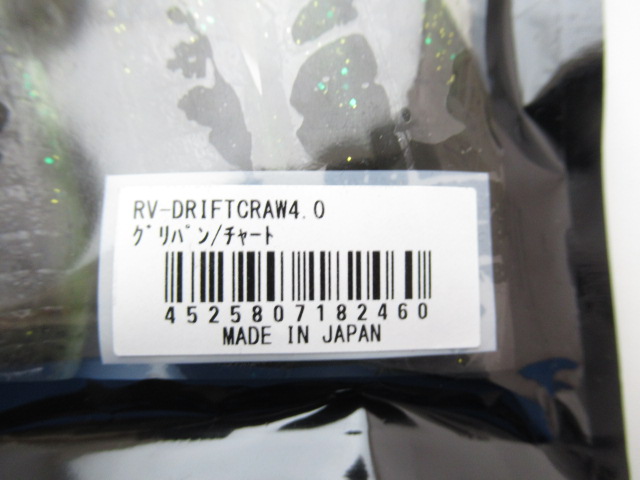 RV-DRIFTCRAW4.0
ｸﾞﾘﾊﾟﾝ/ﾁｬｰﾄ
4525807182460
MADE IN JAPAN